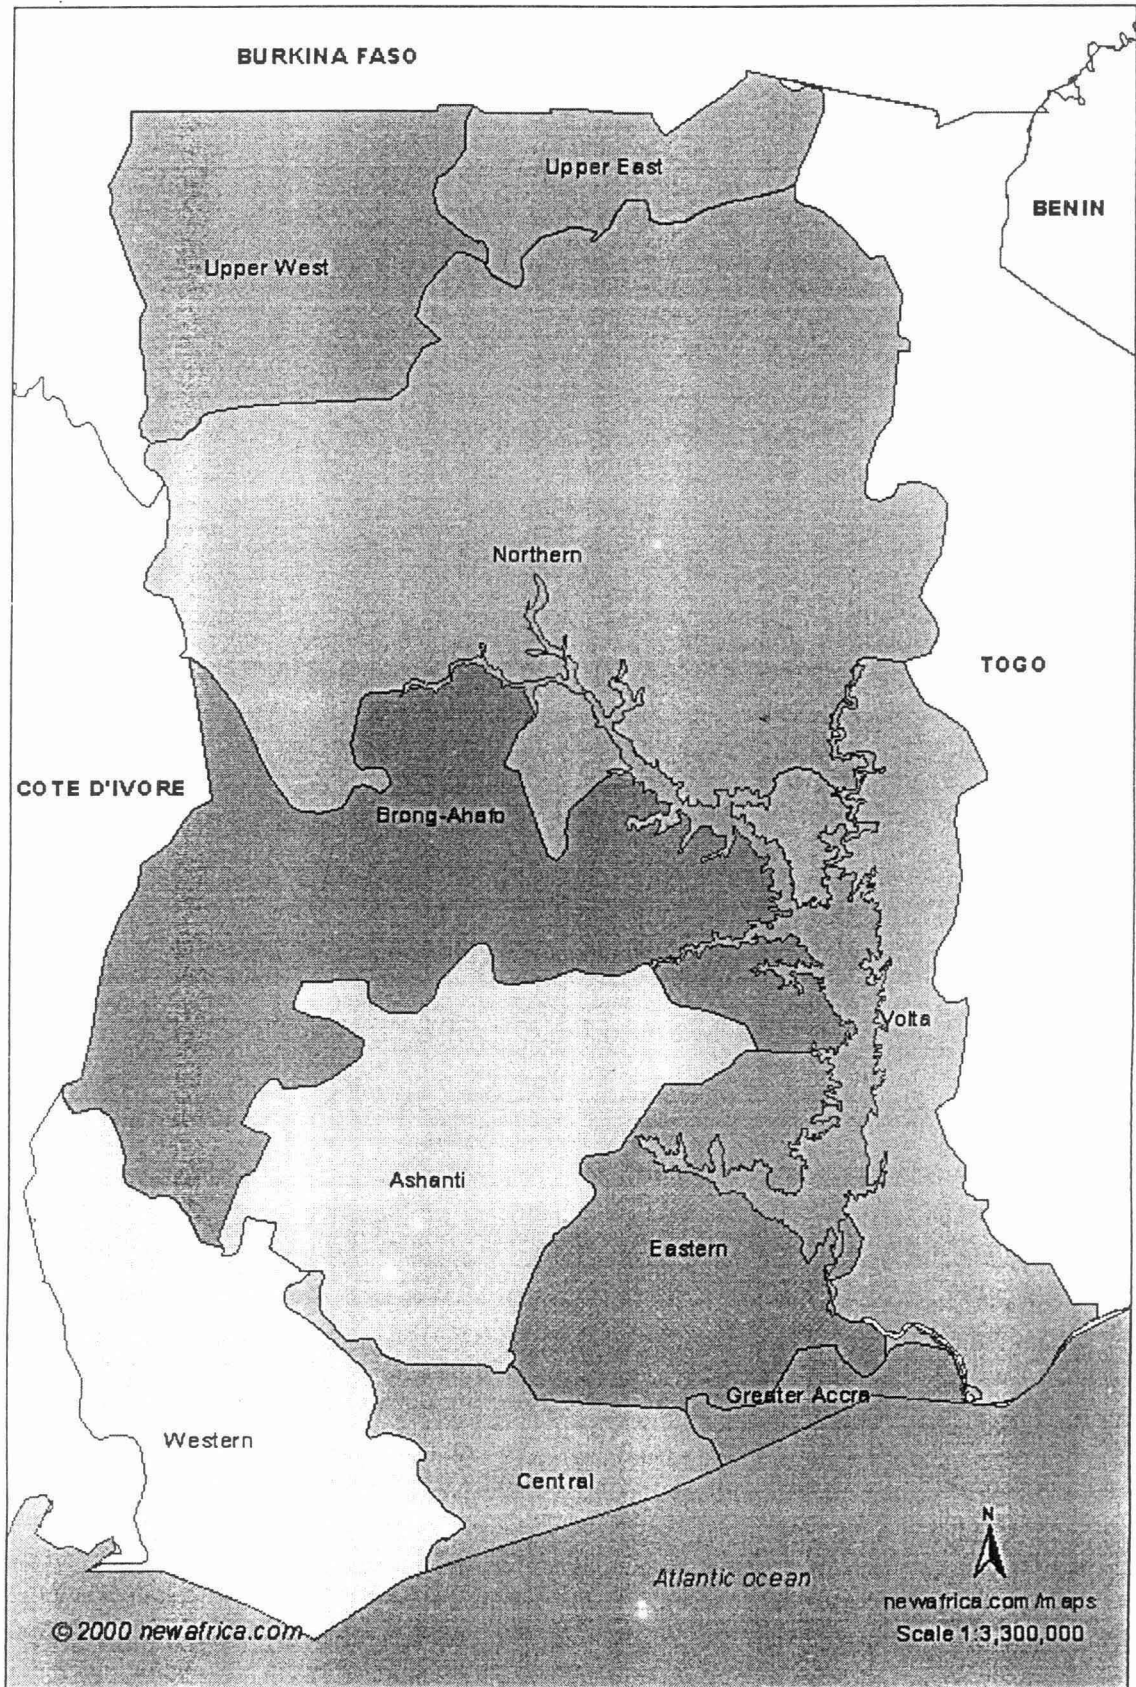 BURKINA FASO
Upper East
BENIN
Upper West
Northern
TOGO
COTE D'IVORE
Brong-Ahafo
Volta
Ashanti
Eastern
Greater Accra
Western
Central
N
Atlantic ocean
newafrica.com/maps
© 2000 newafrica.com
Scale 1:3,300,000